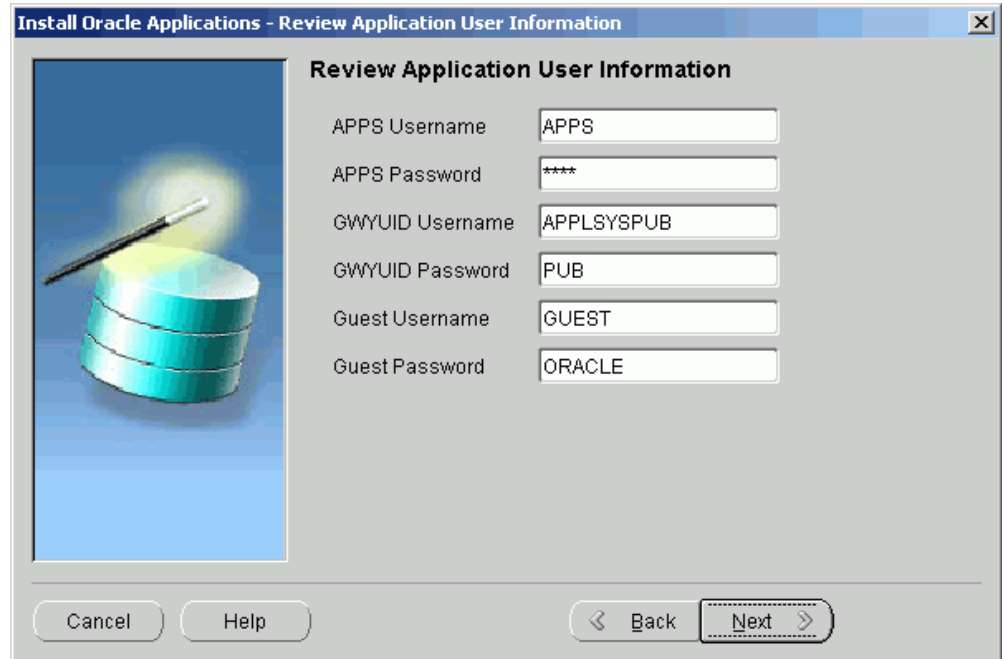 Install Oracle Applications - Review Application User Information
Review Application User Information
APPS Username APPS
APPS Password ****
GWYUID Username APPLSYSPUB
GWYUID Password PUB
Guest Username GUEST
Guest Password ORACLE
Cancel Help Back Next